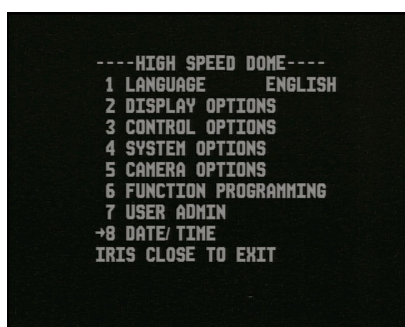 ----HIGH SPEED DOME----
1 LANGUAGE ENGLISH
2 DISPLAY OPTIONS
3 CONTROL OPTIONS
4 SYSTEM OPTIONS
5 CAMERA OPTIONS
6 FUNCTION PROGRAMMING
7 USER ADMIN
→8 DATE/ TIME
IRIS CLOSE TO EXIT